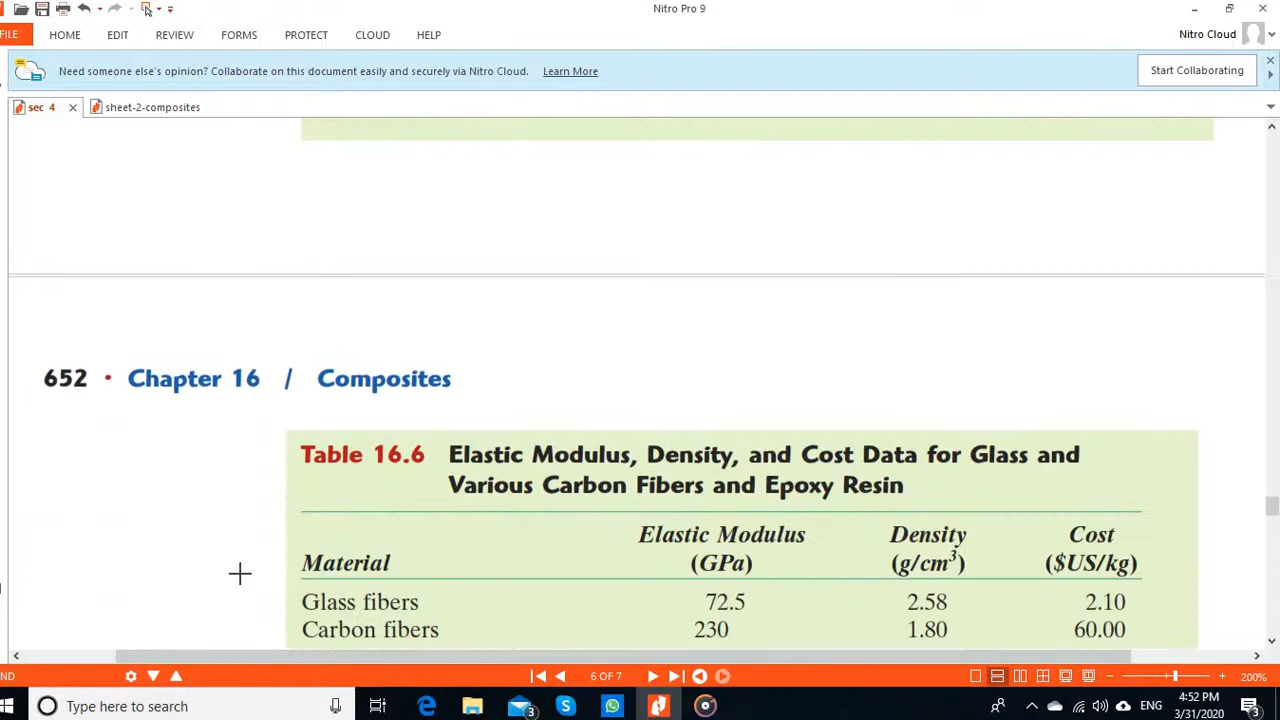 Nitro Pro 9
FILE HOME EDIT REVIEW FORMS PROTECT CLOUD HELP Nitro Cloud
Need someone else's opinion? Collaborate on this document easily and securely via Nitro Cloud. Learn More Start Collaborating
sec 4 sheet-2-composites
652 • Chapter 16 / Composites
Table 16.6 Elastic Modulus, Density, and Cost Data for Glass and
Various Carbon Fibers and Epoxy Resin
Elastic Modulus Density Cost
Material (GPa) (g/cm³) ($US/kg)
Glass fibers 72.5 2.58 2.10
Carbon fibers 230 1.80 60.00
ND 6 OF 7 200%
Type here to search 3 ENG 4:52 PM
3/31/2020 3